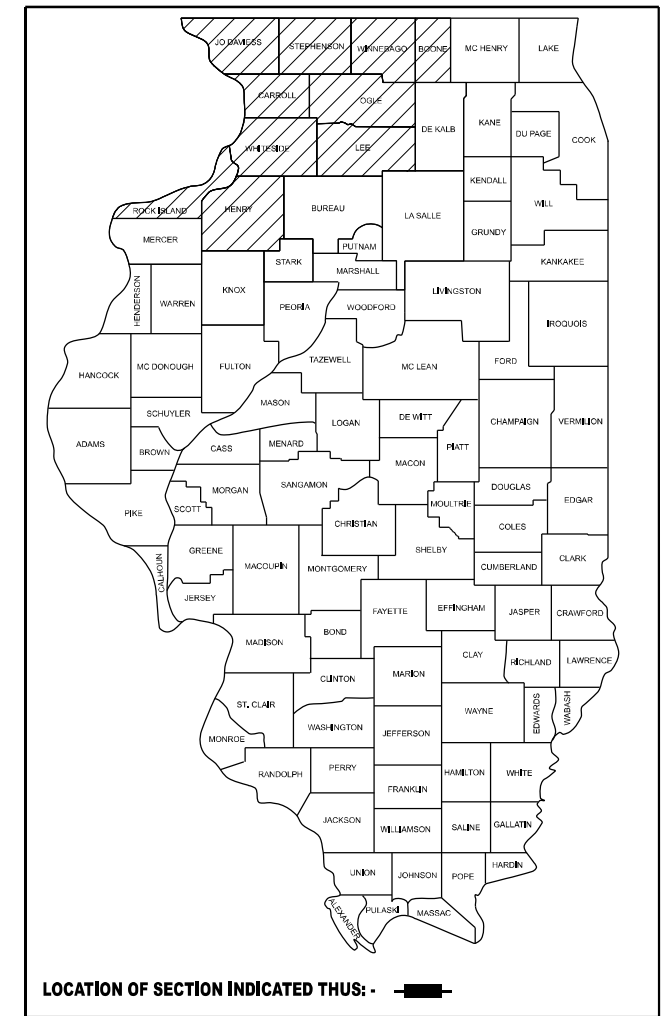 JO DAVIESS STEPHENSON WINNEBAGO BOONE MC HENRY LAKE
CARROLL OGLE DE KALB KANE DU PAGE COOK
WHITESIDE LEE
KENDALL WILL
ROCK ISLAND HENRY BUREAU LA SALLE GRUNDY
MERCER PUTNAM KANKAKEE
STARK MARSHALL
HENDERSON WARREN KNOX PEORIA WOODFORD LIVINGSTON IROQUOIS
HANCOCK MC DONOUGH FULTON TAZEWELL MC LEAN FORD
MASON
SCHUYLER LOGAN DE WITT CHAMPAIGN VERMILION
ADAMS BROWN CASS MENARD PIATT
MACON
MORGAN SANGAMON DOUGLAS EDGAR
PIKE SCOTT CHRISTIAN MOULTRIE COLES
GREENE SHELBY
CALHOUN MACOUPIN MONTGOMERY CUMBERLAND CLARK
JERSEY FAYETTE EFFINGHAM JASPER CRAWFORD
MADISON BOND
CLAY RICHLAND LAWRENCE
CLINTON MARION
ST. CLAIR WAYNE EDWARDS WABASH
MONROE WASHINGTON JEFFERSON
RANDOLPH PERRY HAMILTON WHITE
FRANKLIN
JACKSON WILLIAMSON SALINE GALLATIN
UNION JOHNSON POPE HARDIN
ALEXANDER PULASKI MASSAC
LOCATION OF SECTION INDICATED THUS: -